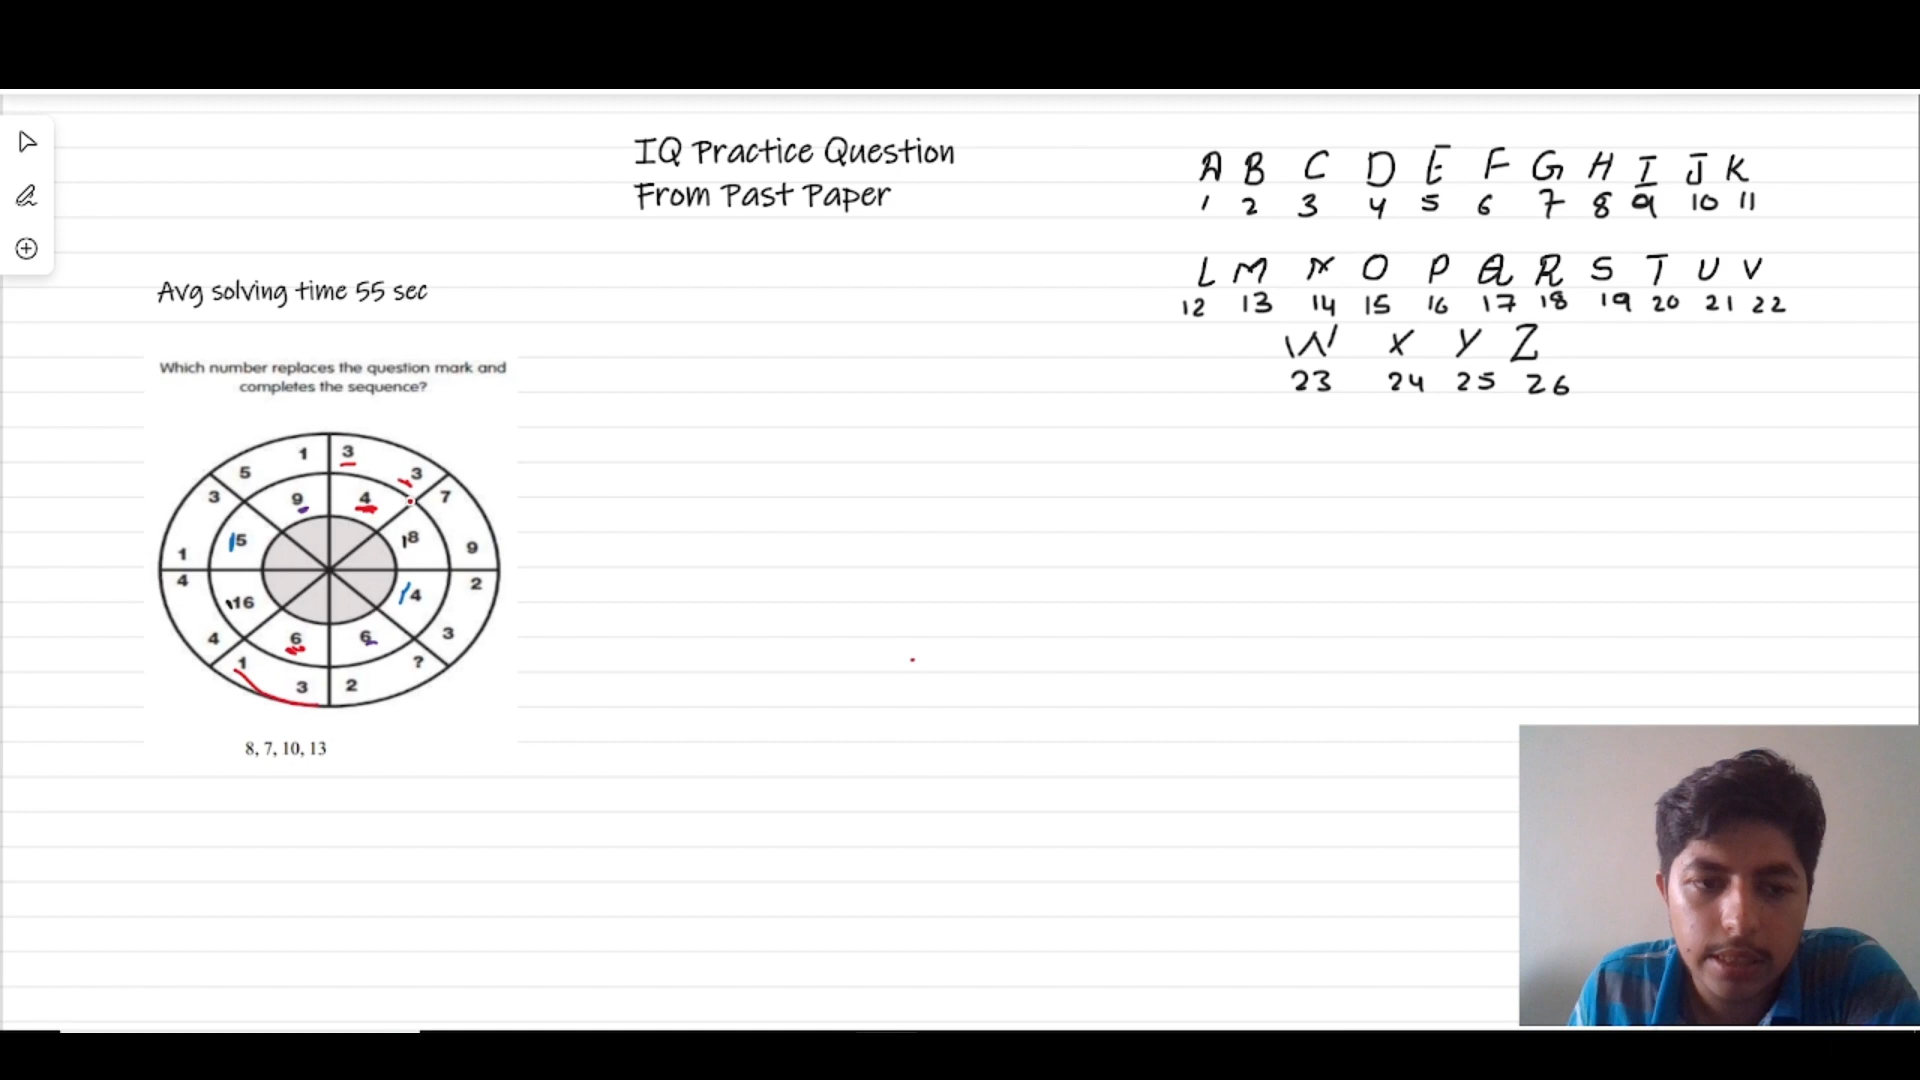 IQ Practice Question
From Past Paper
A B C D E F G H I J K
1 2 3 4 5 6 7 8 9 10 11
L M N O P Q R S T U V
12 13 14 15 16 17 18 19 20 21 22
W X Y Z
23 24 25 26
Avg solving time 55 sec
Which number replaces the question mark and
completes the sequence?
1 3
5 3
3 9 4 7
5 18
1 9
4 2
16 4
4 6 6 3
1 ?
3 2
8, 7, 10, 13